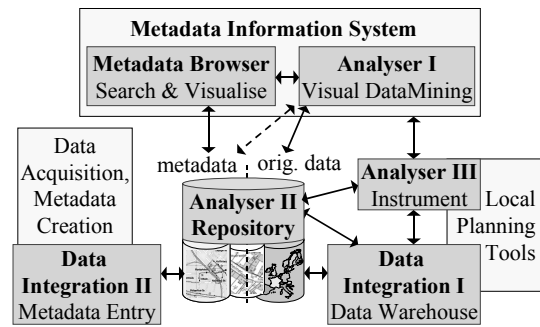 Metadata Information System
Metadata Browser
Search & Visualise
Analyser I
Visual DataMining
Data
Acquisition,
Metadata
Creation
metadata
orig. data
Analyser II
Repository
Analyser III
Instrument
Local
Planning
Tools
Data
Integration II
Metadata Entry
Data
Integration I
Data Warehouse